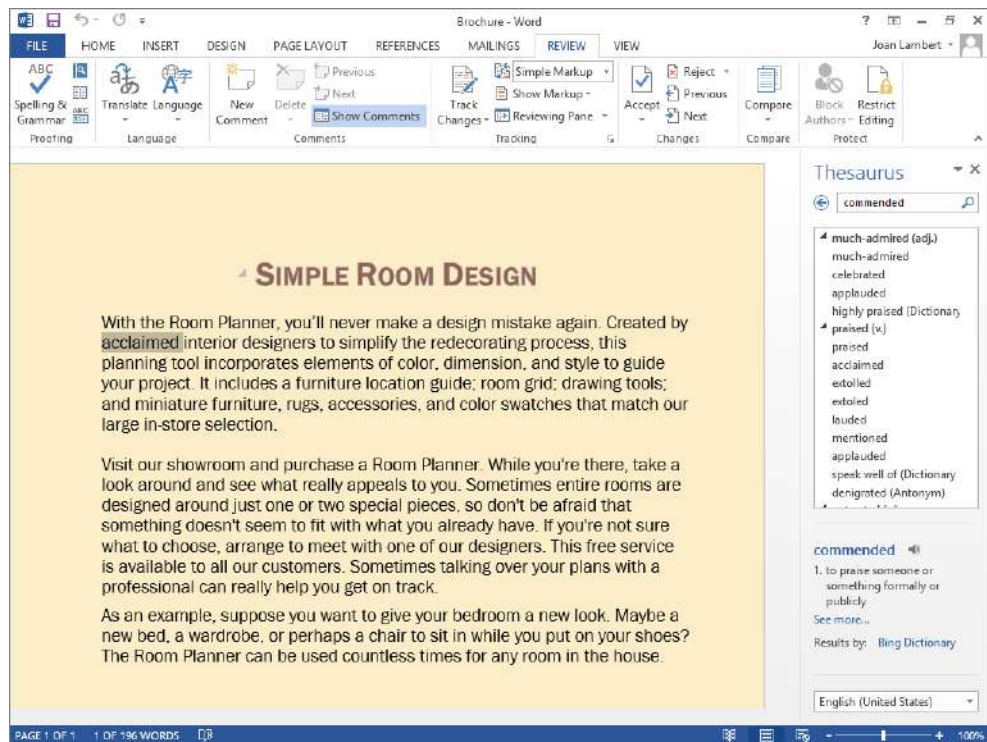 Brochure - Word
FILE HOME INSERT DESIGN PAGE LAYOUT REFERENCES MAILINGS REVIEW VIEW Joan Lambert
ABC
Spelling & Grammar
ABC
123
Proofing
Translate Language
Language
New Comment
Delete
Previous
Next
Show Comments
Comments
Track Changes
Simple Markup
Show Markup
Reviewing Pane
Tracking
Accept
Reject
Previous
Next
Changes
Compare
Compare
Block Authors
Restrict Editing
Protect
SIMPLE ROOM DESIGN
With the Room Planner, you'll never make a design mistake again. Created by
acclaimed interior designers to simplify the redecorating process, this
planning tool incorporates elements of color, dimension, and style to guide
your project. It includes a furniture location guide; room grid; drawing tools;
and miniature furniture, rugs, accessories, and color swatches that match our
large in-store selection.
Visit our showroom and purchase a Room Planner. While you're there, take a
look around and see what really appeals to you. Sometimes entire rooms are
designed around just one or two special pieces, so don't be afraid that
something doesn't seem to fit with what you already have. If you're not sure
what to choose, arrange to meet with one of our designers. This free service
is available to all our customers. Sometimes talking over your plans with a
professional can really help you get on track.
As an example, suppose you want to give your bedroom a new look. Maybe a
new bed, a wardrobe, or perhaps a chair to sit in while you put on your shoes?
The Room Planner can be used countless times for any room in the house.
Thesaurus
commended
much-admired (adj.)
much-admired
celebrated
applauded
highly praised (Dictionary
praised (v.)
praised
acclaimed
extolled
extoled
lauded
mentioned
applauded
speak well of (Dictionary
denigrated (Antonym)
commended
1. to praise someone or
something formally or
publicly
See more...
Results by: Bing Dictionary
English (United States)
PAGE 1 OF 1 1 OF 196 WORDS 100%